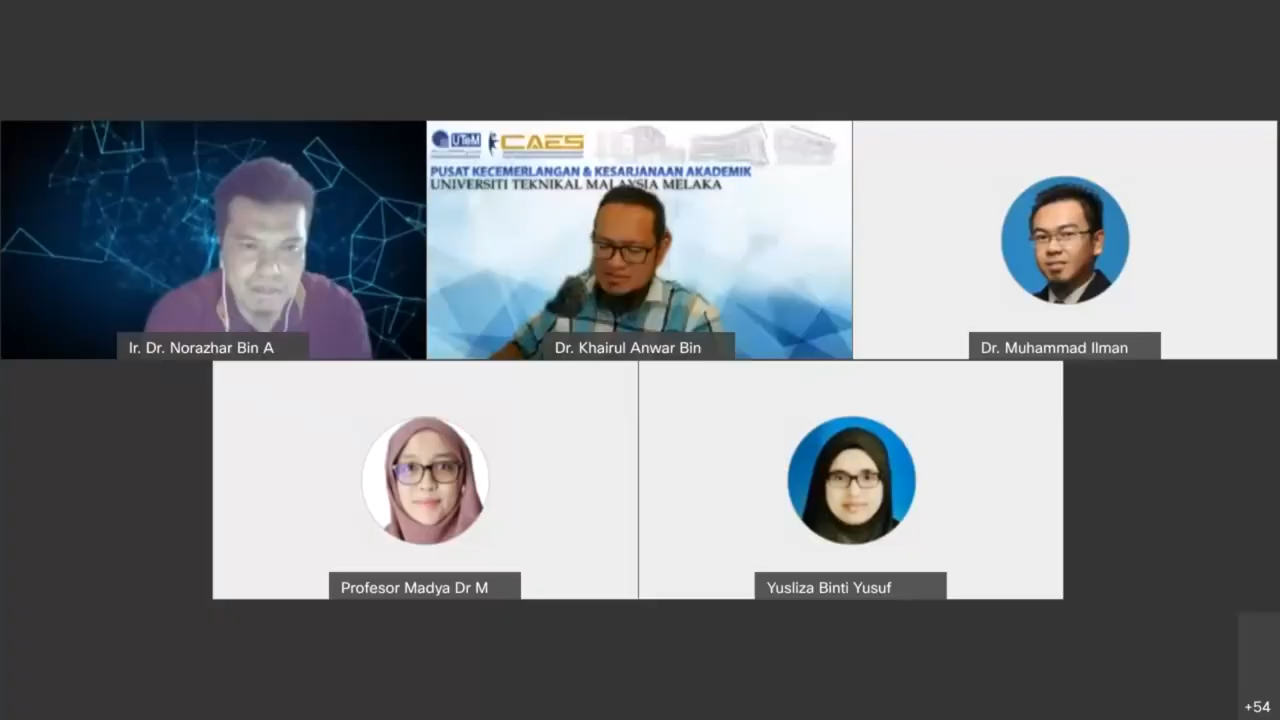 UTeM CAES
PUSAT KECEMERLANGAN & KESARJANAAN AKADEMIK
UNIVERSITI TEKNIKAL MALAYSIA MELAKA
Ir. Dr. Norazhar Bin A
Dr. Khairul Anwar Bin
Dr. Muhammad Ilman
Profesor Madya Dr M
Yusliza Binti Yusuf
+54